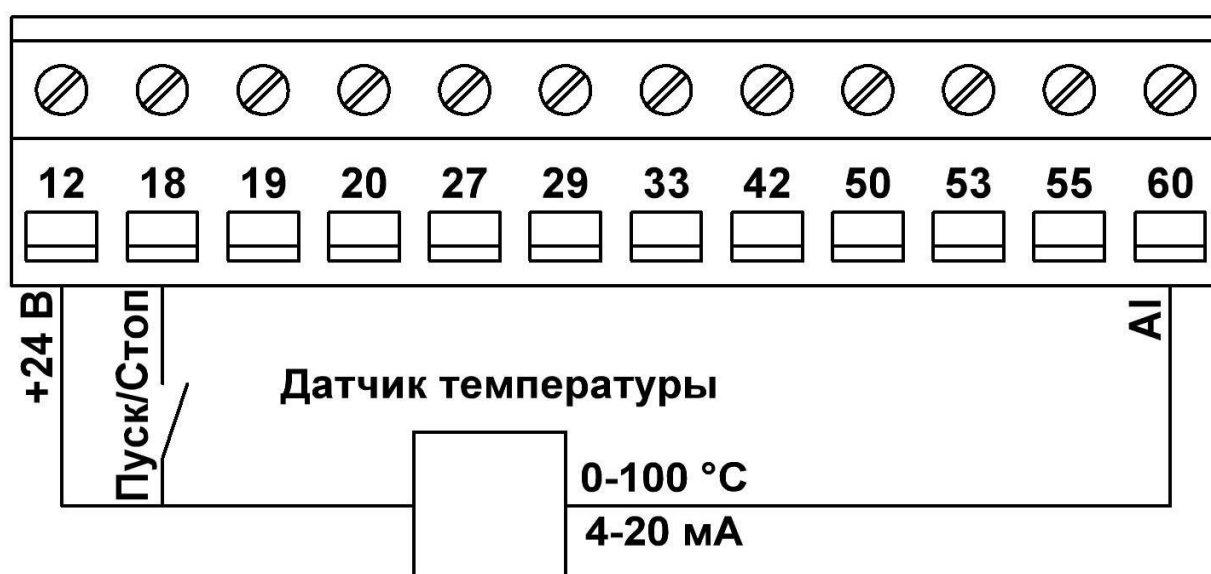 12 18 19 20 27 29 33 42 50 53 55 60
+24 В
Пуск/Стоп
AI
Датчик температуры
0-100 °C
4-20 мА